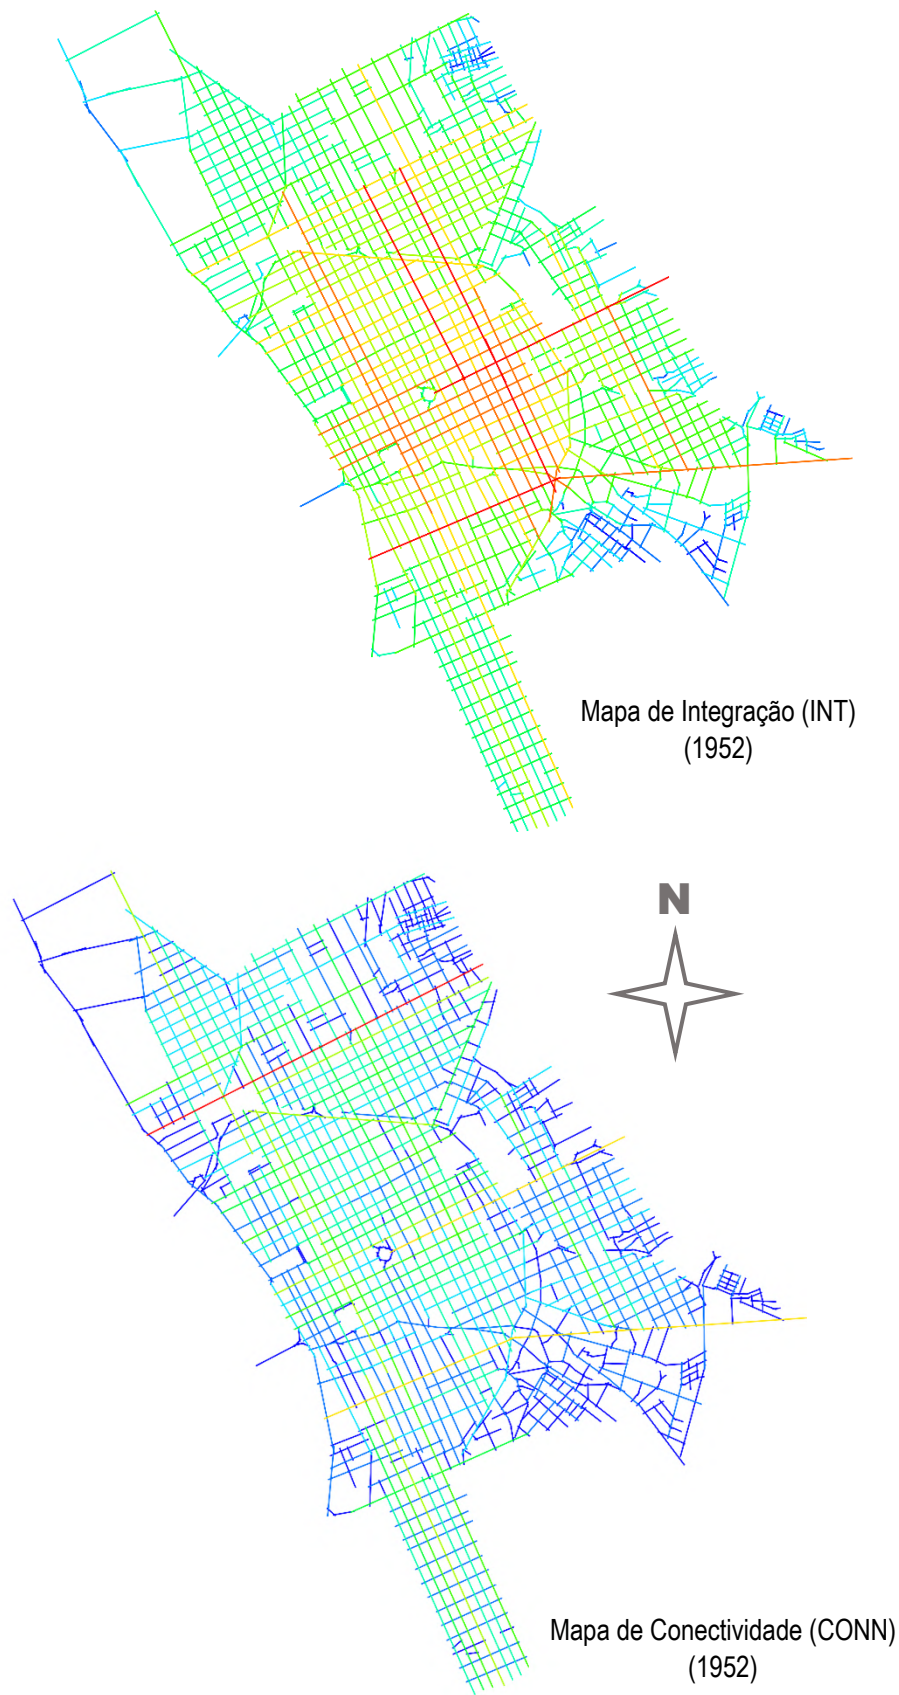 Mapa de Integração (INT)
(1952)
N
Mapa de Conectividade (CONN)
(1952)